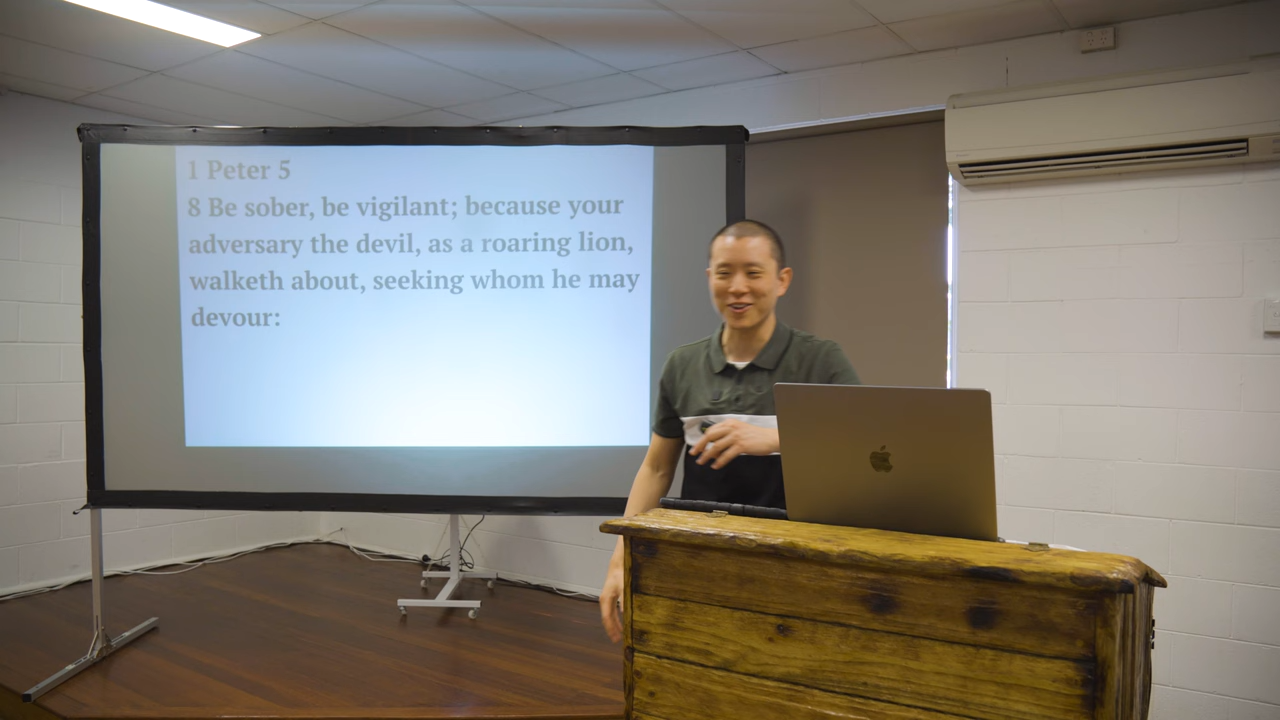 1 Peter 5
8 Be sober, be vigilant; because your
adversary the devil, as a roaring lion,
walketh about, seeking whom he may
devour: